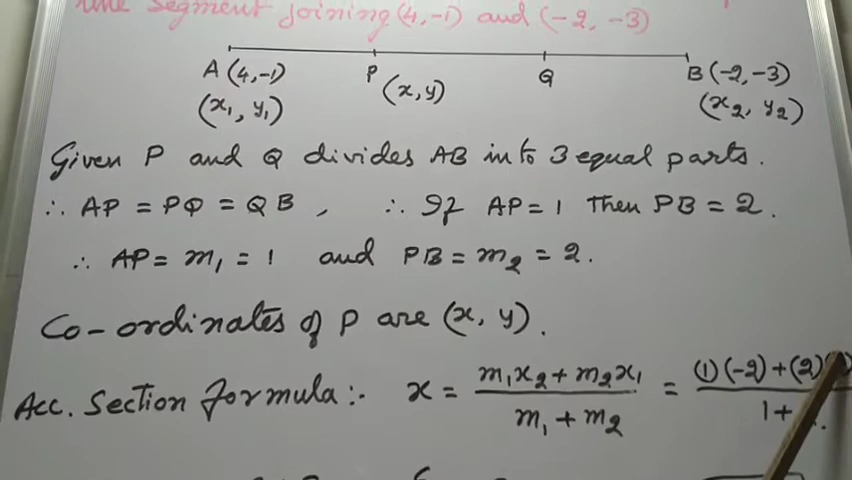 line segment joining (4, -1) and (-2, -3)
A (4, -1) P (x, y) Q B (-2, -3)
(x₁, y₁) (x₂, y₂)
Given P and Q divides AB into 3 equal parts.
∴ AP = PQ = QB , ∴ If AP = 1 Then PB = 2.
∴ AP = m₁ = 1 and PB = m₂ = 2.
Co-ordinates of P are (x, y).
Acc. Section formula:- x = m₁x₂ + m₂x₁ / m₁ + m₂ = (1)(-2) + (2) / 1 +